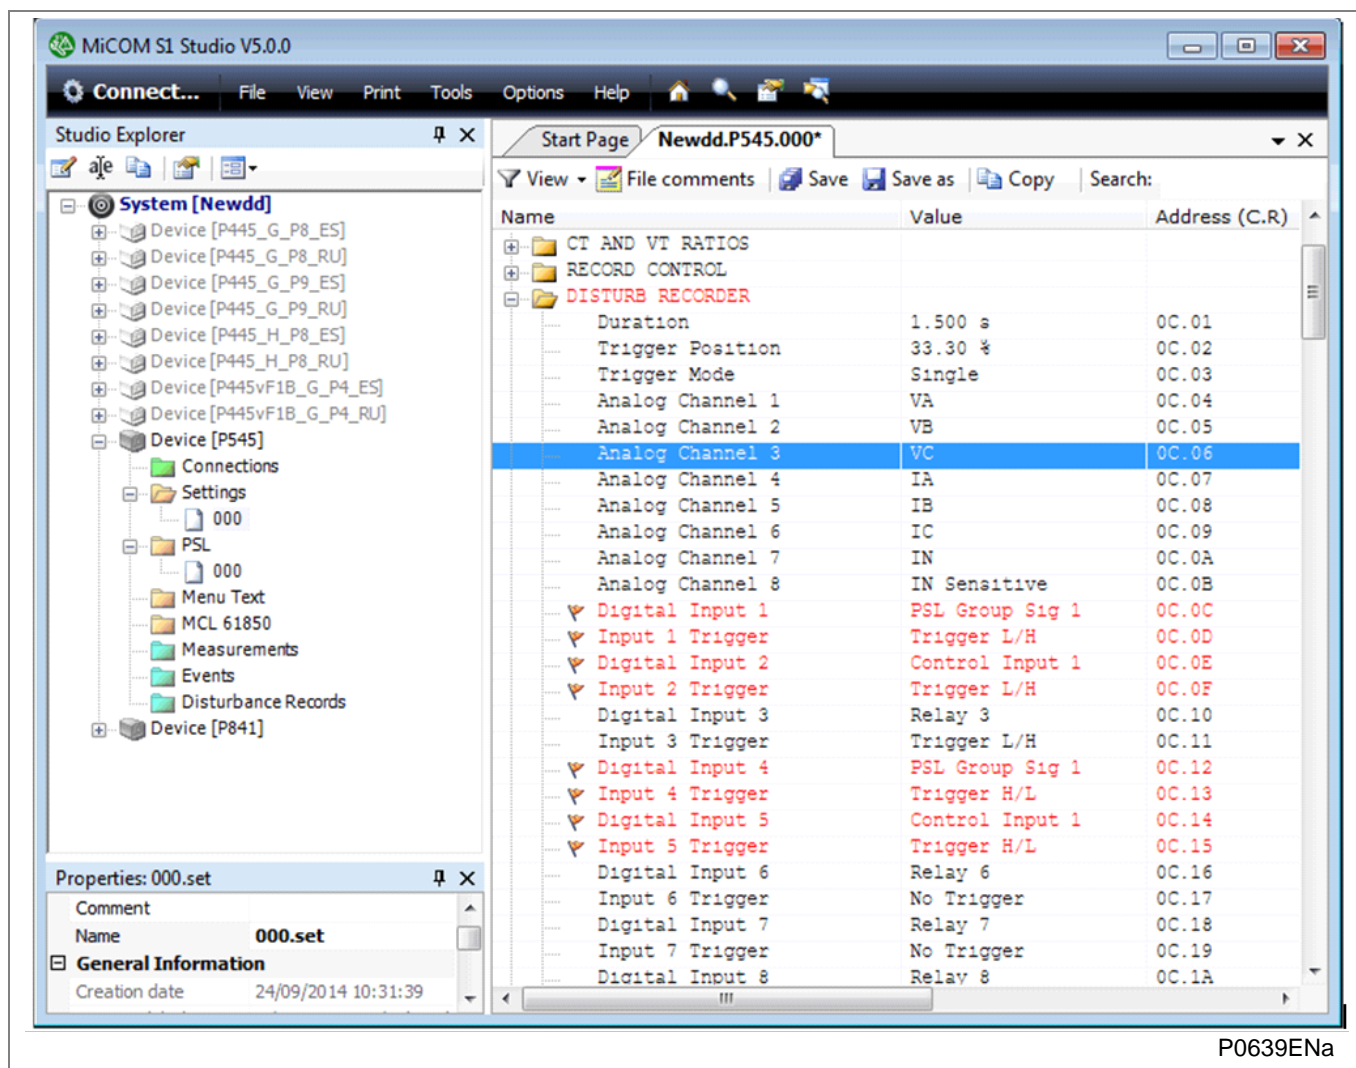 MiCOM S1 Studio V5.0.0
Connect... File View Print Tools Options Help
Studio Explorer
Start Page Newdd.P545.000*
View File comments Save Save as Copy Search:
System [Newdd]
Device [P445_G_P8_ES]
Device [P445_G_P8_RU]
Device [P445_G_P9_ES]
Device [P445_G_P9_RU]
Device [P445_H_P8_ES]
Device [P445_H_P8_RU]
Device [P445vF1B_G_P4_ES]
Device [P445vF1B_G_P4_RU]
Device [P545]
Connections
Settings
000
PSL
000
Menu Text
MCL 61850
Measurements
Events
Disturbance Records
Device [P841]
Properties: 000.set
Comment
Name 000.set
General Information
Creation date 24/09/2014 10:31:39
Name Value Address (C.R)
CT AND VT RATIOS
RECORD CONTROL
DISTURB RECORDER
Duration 1.500 s 0C.01
Trigger Position 33.30 % 0C.02
Trigger Mode Single 0C.03
Analog Channel 1 VA 0C.04
Analog Channel 2 VB 0C.05
Analog Channel 3 VC 0C.06
Analog Channel 4 IA 0C.07
Analog Channel 5 IB 0C.08
Analog Channel 6 IC 0C.09
Analog Channel 7 IN 0C.0A
Analog Channel 8 IN Sensitive 0C.0B
Digital Input 1 PSL Group Sig 1 0C.0C
Input 1 Trigger Trigger L/H 0C.0D
Digital Input 2 Control Input 1 0C.0E
Input 2 Trigger Trigger L/H 0C.0F
Digital Input 3 Relay 3 0C.10
Input 3 Trigger Trigger L/H 0C.11
Digital Input 4 PSL Group Sig 1 0C.12
Input 4 Trigger Trigger H/L 0C.13
Digital Input 5 Control Input 1 0C.14
Input 5 Trigger Trigger H/L 0C.15
Digital Input 6 Relay 6 0C.16
Input 6 Trigger No Trigger 0C.17
Digital Input 7 Relay 7 0C.18
Input 7 Trigger No Trigger 0C.19
Digital Input 8 Relay 8 0C.1A
P0639ENa